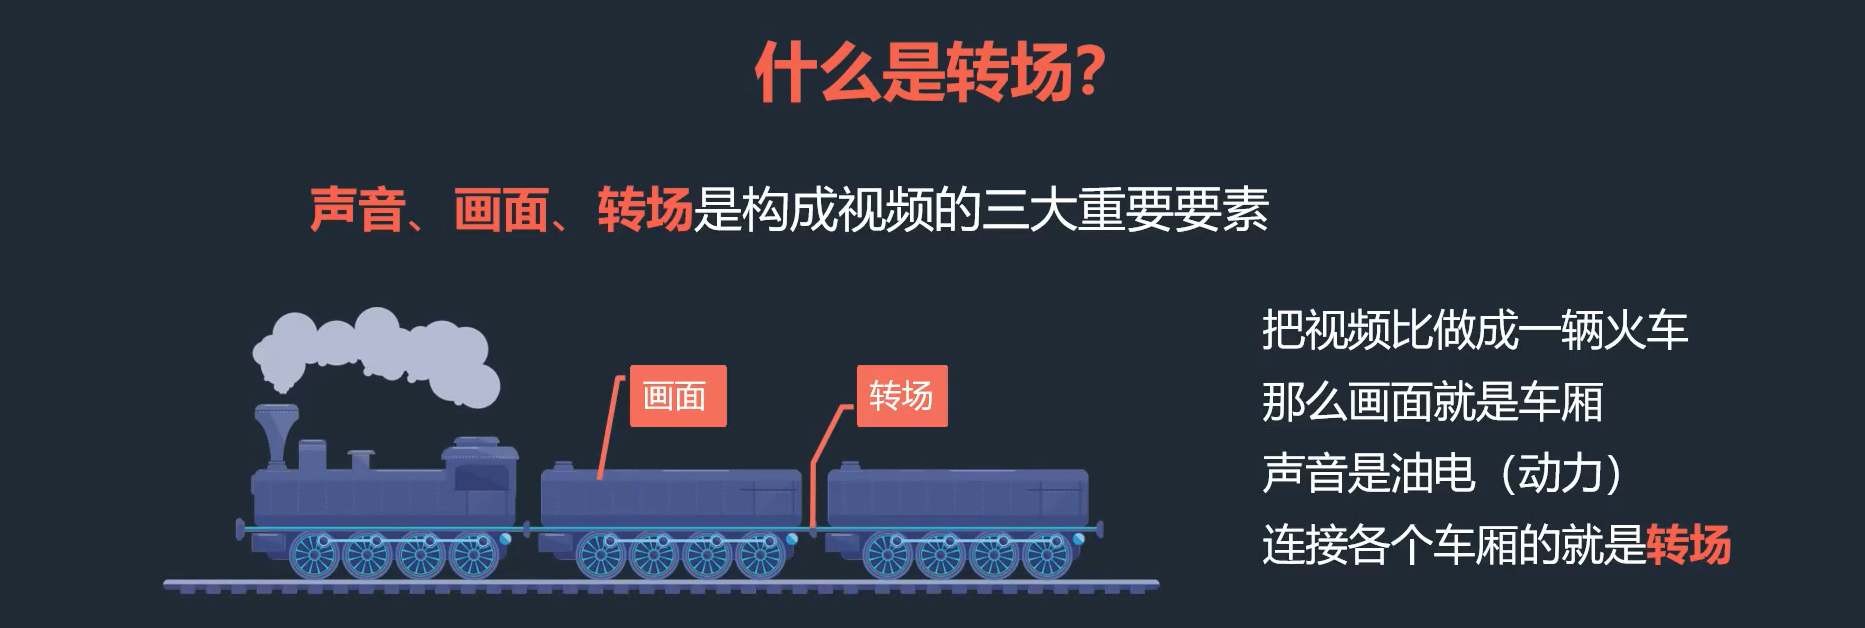 什么是转场?
声音、画面、转场是构成视频的三大重要要素
画面
转场
把视频比做成一辆火车
那么画面就是车厢
声音是油电（动力）
连接各个车厢的就是转场